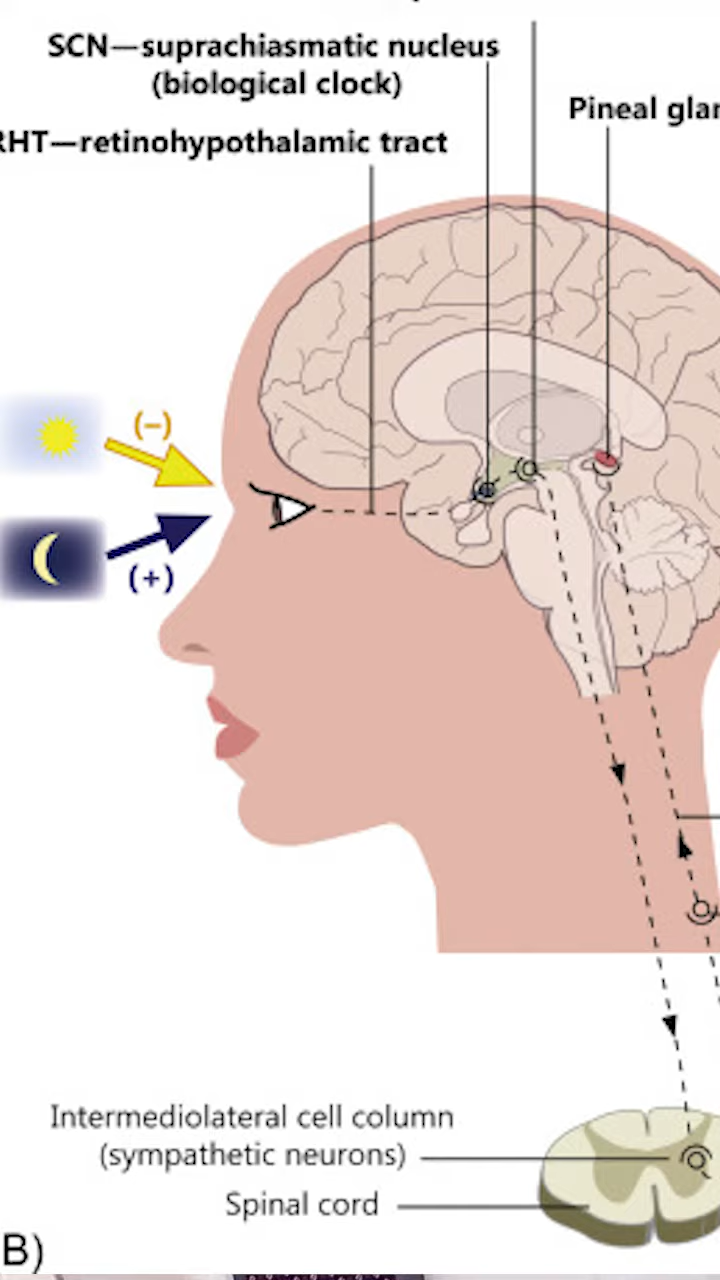 SCN—suprachiasmatic nucleus
(biological clock)
Pineal glan
RHT—retinohypothalamic tract
(−)
(+)
Intermediolateral cell column
(sympathetic neurons)
Spinal cord
B)